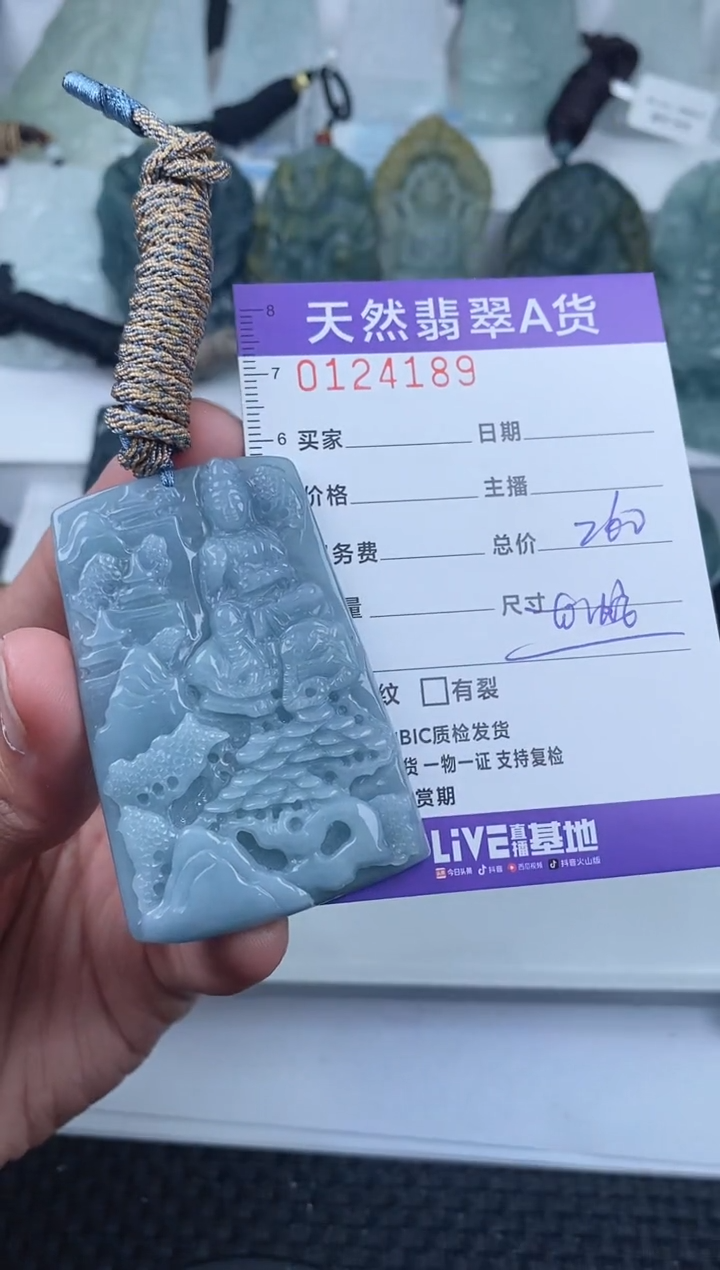 天然翡翠A货
8
7
0124189
6
买家 日期
价格 主播
务费 总价 260
量 尺寸
纹 □有裂
BIC质检发货
货 一物一证 支持复检
赏期
LiVE直播基地
今日头条 抖音 西瓜视频 抖音火山版